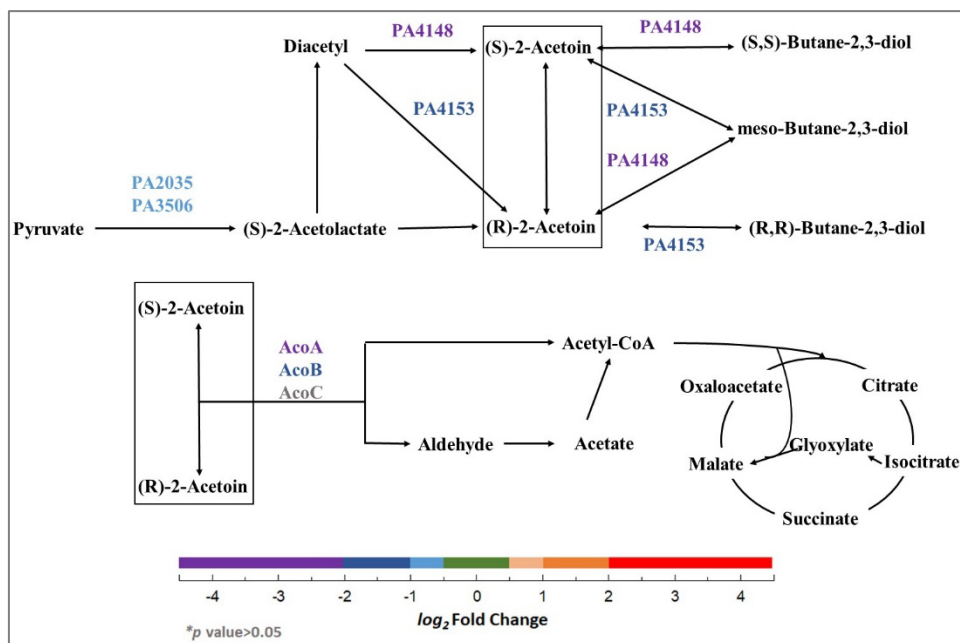 PA4148
PA4148
Diacetyl
(S)-2-Acetoin
(S,S)-Butane-2,3-diol
PA4153
PA4153
meso-Butane-2,3-diol
PA4148
PA2035
PA3506
Pyruvate
(S)-2-Acetolactate
(R)-2-Acetoin
(R,R)-Butane-2,3-diol
PA4153
(S)-2-Acetoin
AcoA
AcoB
AcoC
Acetyl-CoA
Oxaloacetate
Citrate
Aldehyde
Acetate
Glyoxylate
Malate
Isocitrate
(R)-2-Acetoin
Succinate
-4 -3 -2 -1 0 1 2 3 4
log2 Fold Change
*p value>0.05